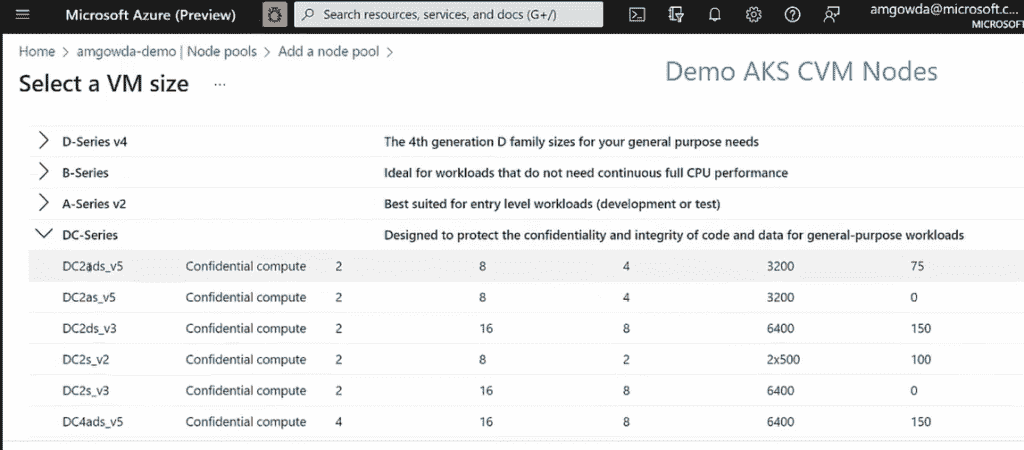 Microsoft Azure (Preview) Search resources, services, and docs (G+/) amgowda@microsoft.c...
MICROSOFT
Home > amgowda-demo | Node pools > Add a node pool >
Select a VM size ...
Demo AKS CVM Nodes
D-Series v4 The 4th generation D family sizes for your general purpose needs
B-Series Ideal for workloads that do not need continuous full CPU performance
A-Series v2 Best suited for entry level workloads (development or test)
DC-Series Designed to protect the confidentiality and integrity of code and data for general-purpose workloads
DC2ads_v5 Confidential compute 2 8 4 3200 75
DC2as_v5 Confidential compute 2 8 4 3200 0
DC2ds_v3 Confidential compute 2 16 8 6400 150
DC2s_v2 Confidential compute 2 8 2 2x500 100
DC2s_v3 Confidential compute 2 16 8 6400 0
DC4ads_v5 Confidential compute 4 16 8 6400 150